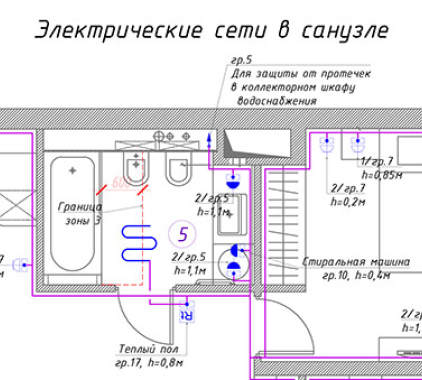 Электрические сети в санузле
гр.5
Для защиты от протечек
в коллекторном шкафу
водоснабжения
1/гр.7
h=0,85м
600
2/гр.7
h=0,2м
Граница
зоны 3
2/гр.5
h=1,1м
5
2/гр.5
h=1,1м
Стиральная машина
гр.10, h=0,4м
Rt
Теплый пол
гр.17, h=0,8м
2/г
h=1,